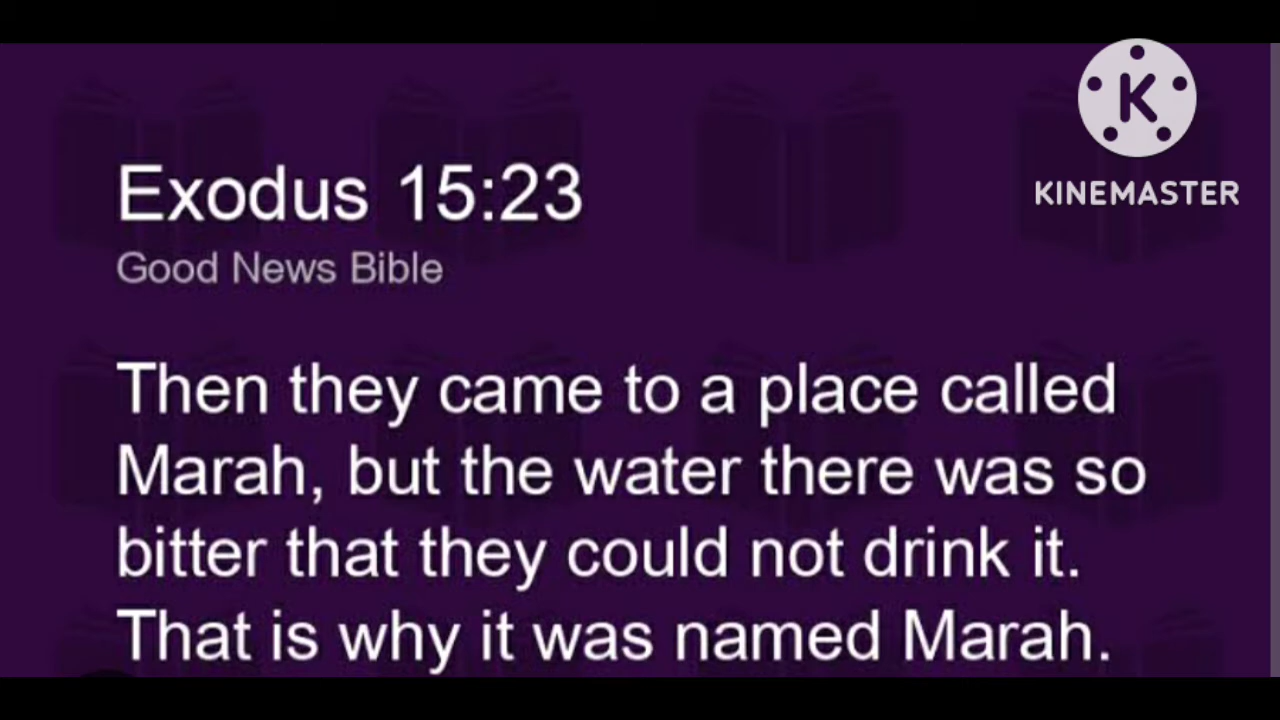 K
KINEMASTER
Exodus 15:23
Good News Bible
Then they came to a place called
Marah, but the water there was so
bitter that they could not drink it.
That is why it was named Marah.